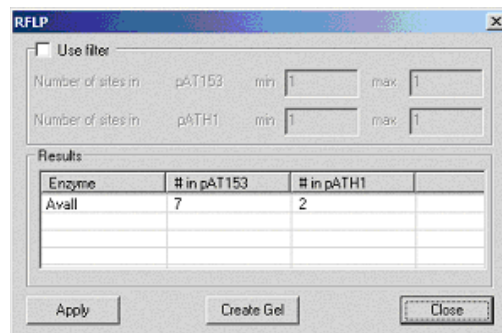 RFLP
Use filter
Number of sites in pAT153 min 1 max 1
Number of sites in pATH1 min 1 max 1
Results
Enzyme # in pAT153 # in pATH1
AvaII 7 2
Apply Create Gel Close